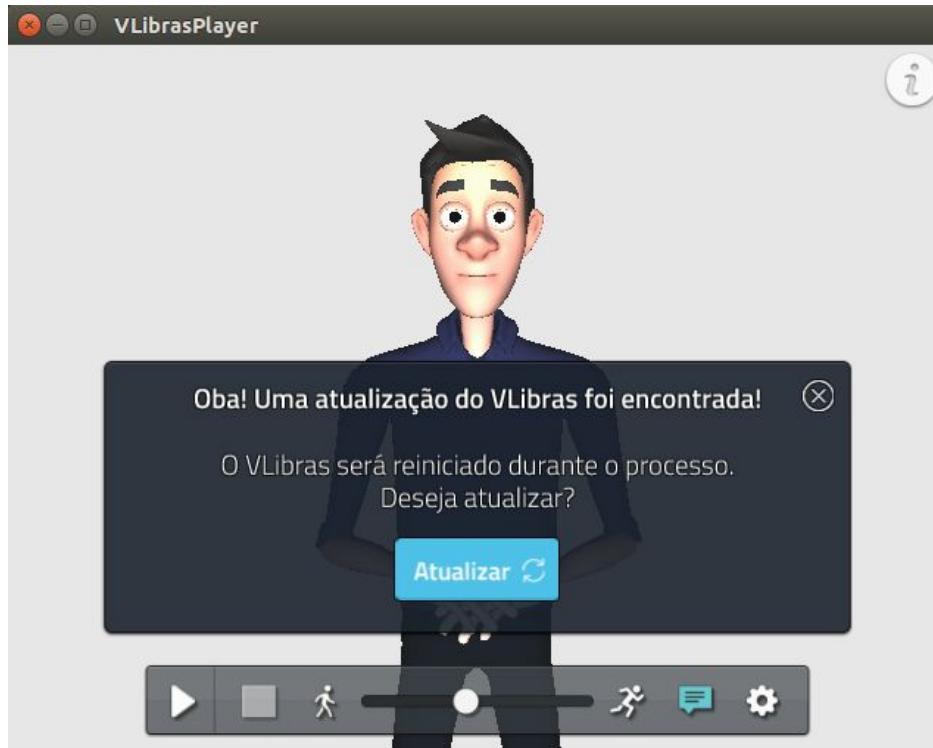 VLibrasPlayer
Oba! Uma atualização do VLibras foi encontrada!
O VLibras será reiniciado durante o processo.
Deseja atualizar?
Atualizar